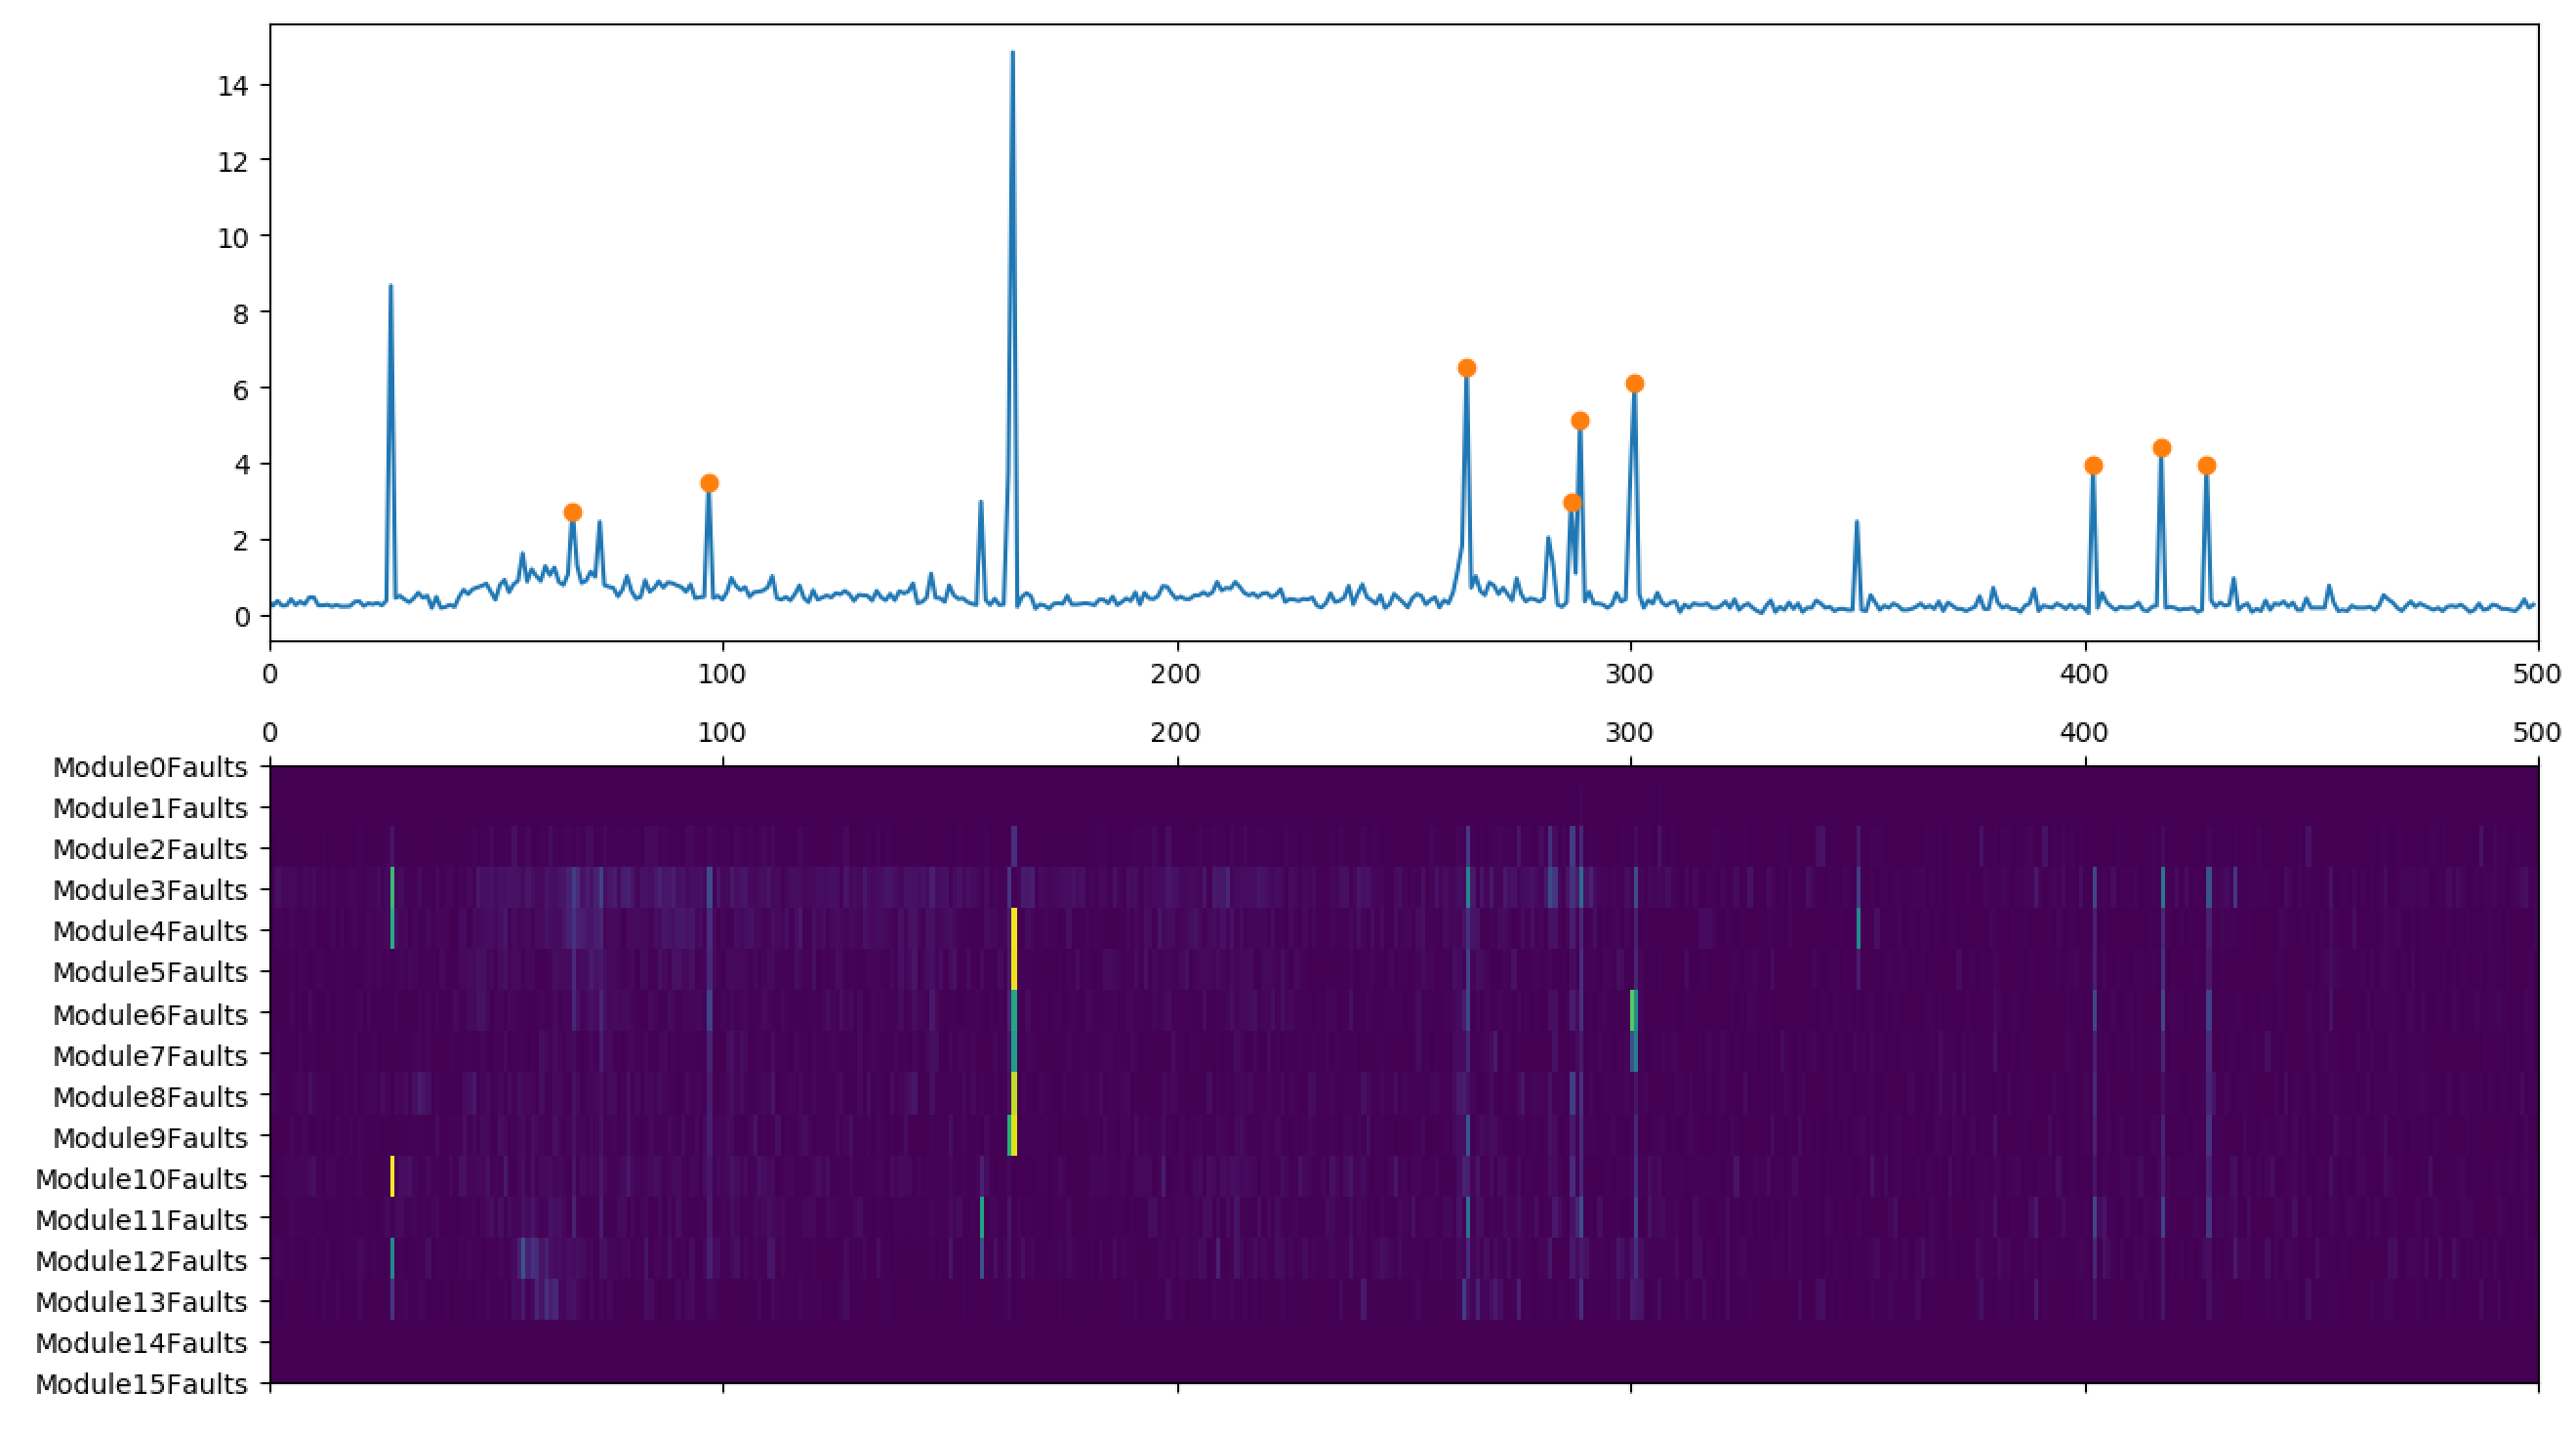 14
12
10
8
6
4
2
0
0 100 200 300 400 500
0 100 200 300 400 500
Module0Faults
Module1Faults
Module2Faults
Module3Faults
Module4Faults
Module5Faults
Module6Faults
Module7Faults
Module8Faults
Module9Faults
Module10Faults
Module11Faults
Module12Faults
Module13Faults
Module14Faults
Module15Faults